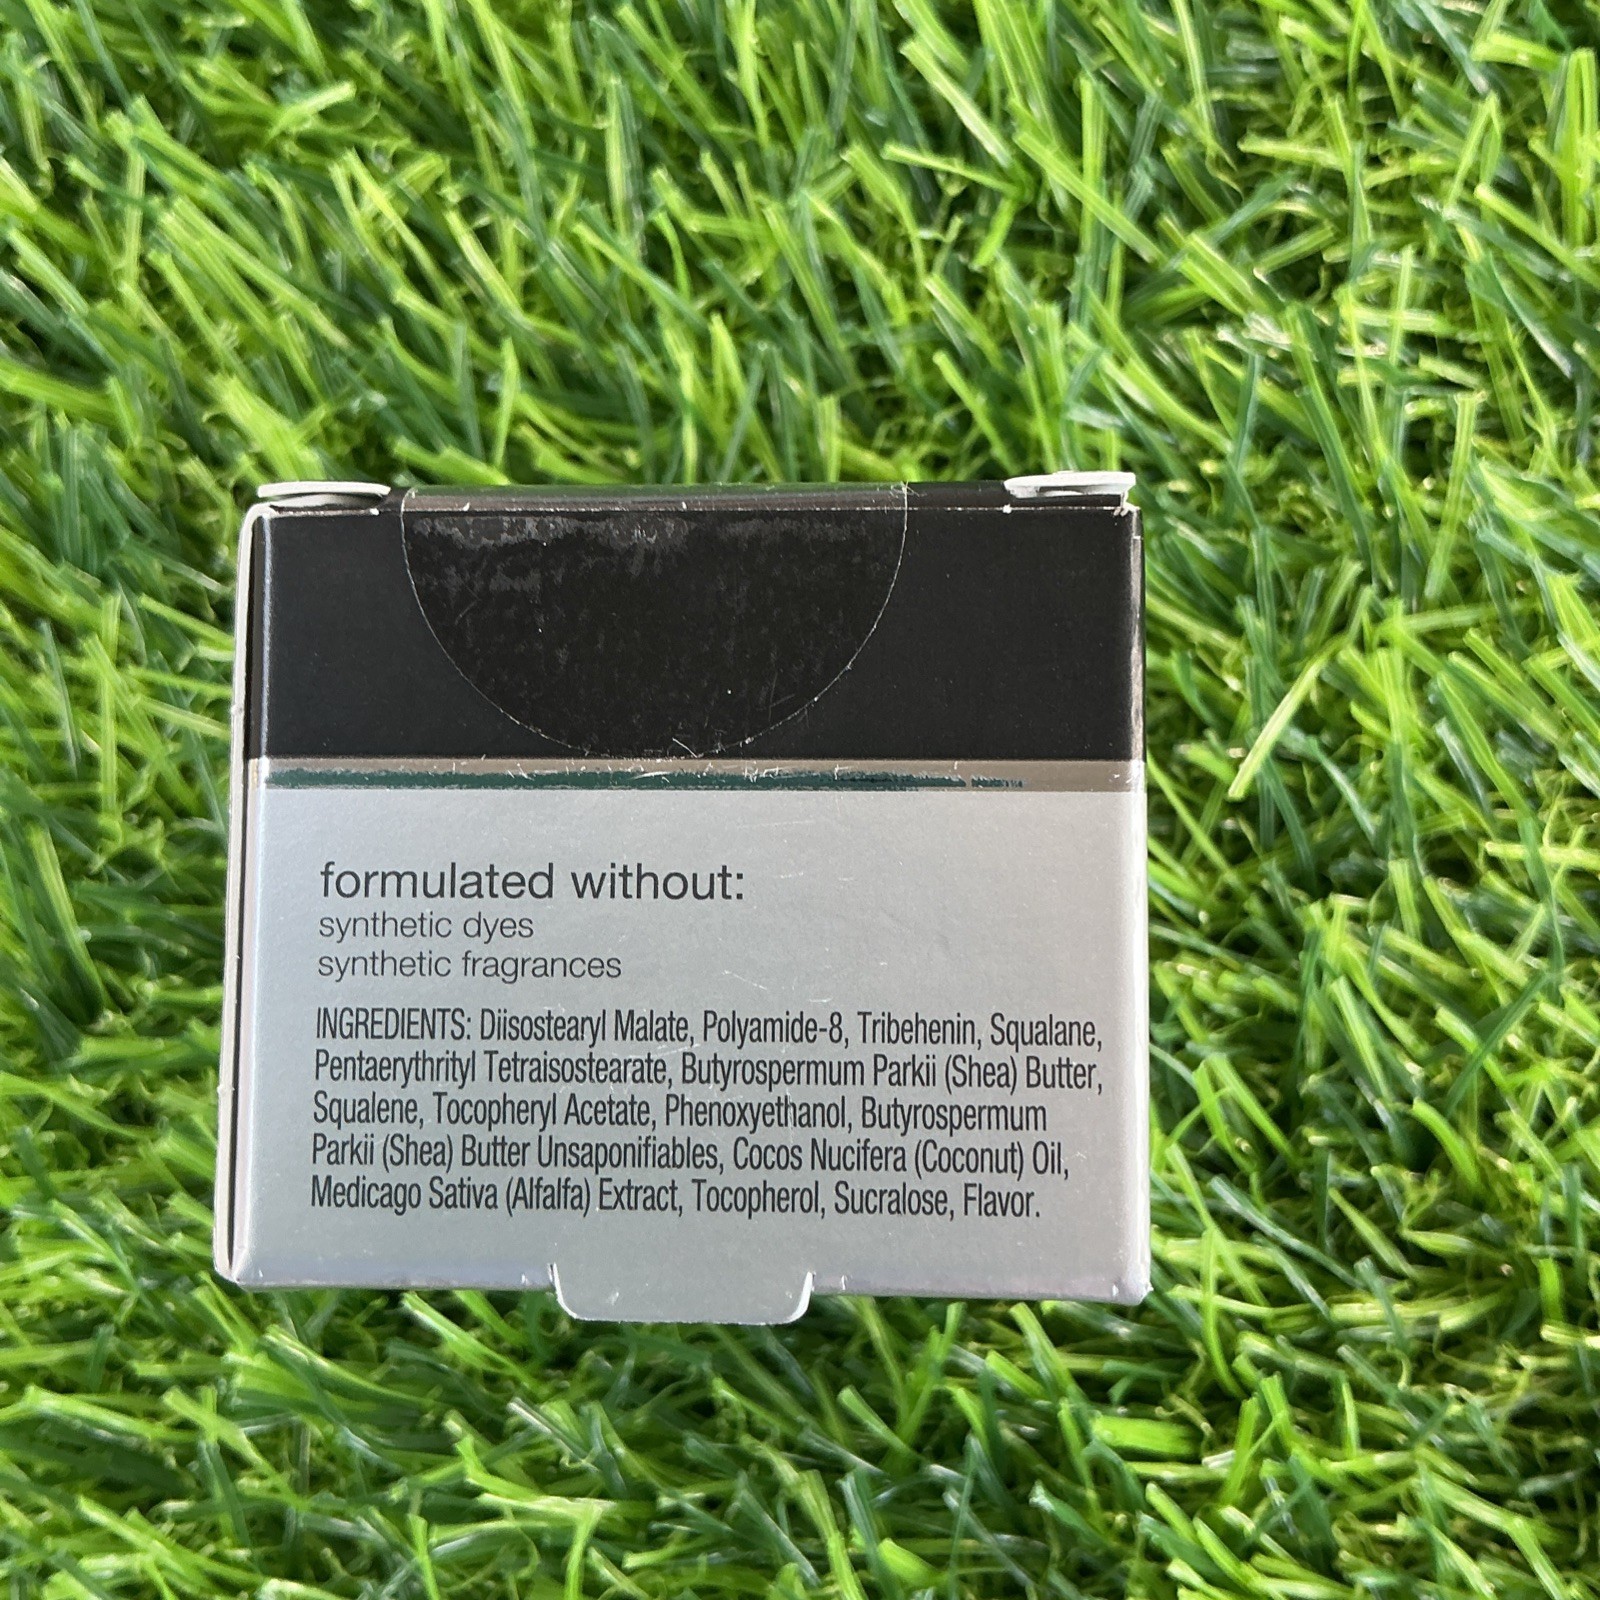 formulated without:
synthetic dyes
synthetic fragrances
INGREDIENTS: Diisostearyl Malate, Polyamide-8, Tribehenin, Squalane,
Pentaerythrityl Tetraisostearate, Butyrospermum Parkii (Shea) Butter,
Squalene, Tocopheryl Acetate, Phenoxyethanol, Butyrospermum
Parkii (Shea) Butter Unsaponifiables, Cocos Nucifera (Coconut) Oil,
Medicago Sativa (Alfalfa) Extract, Tocopherol, Sucralose, Flavor.